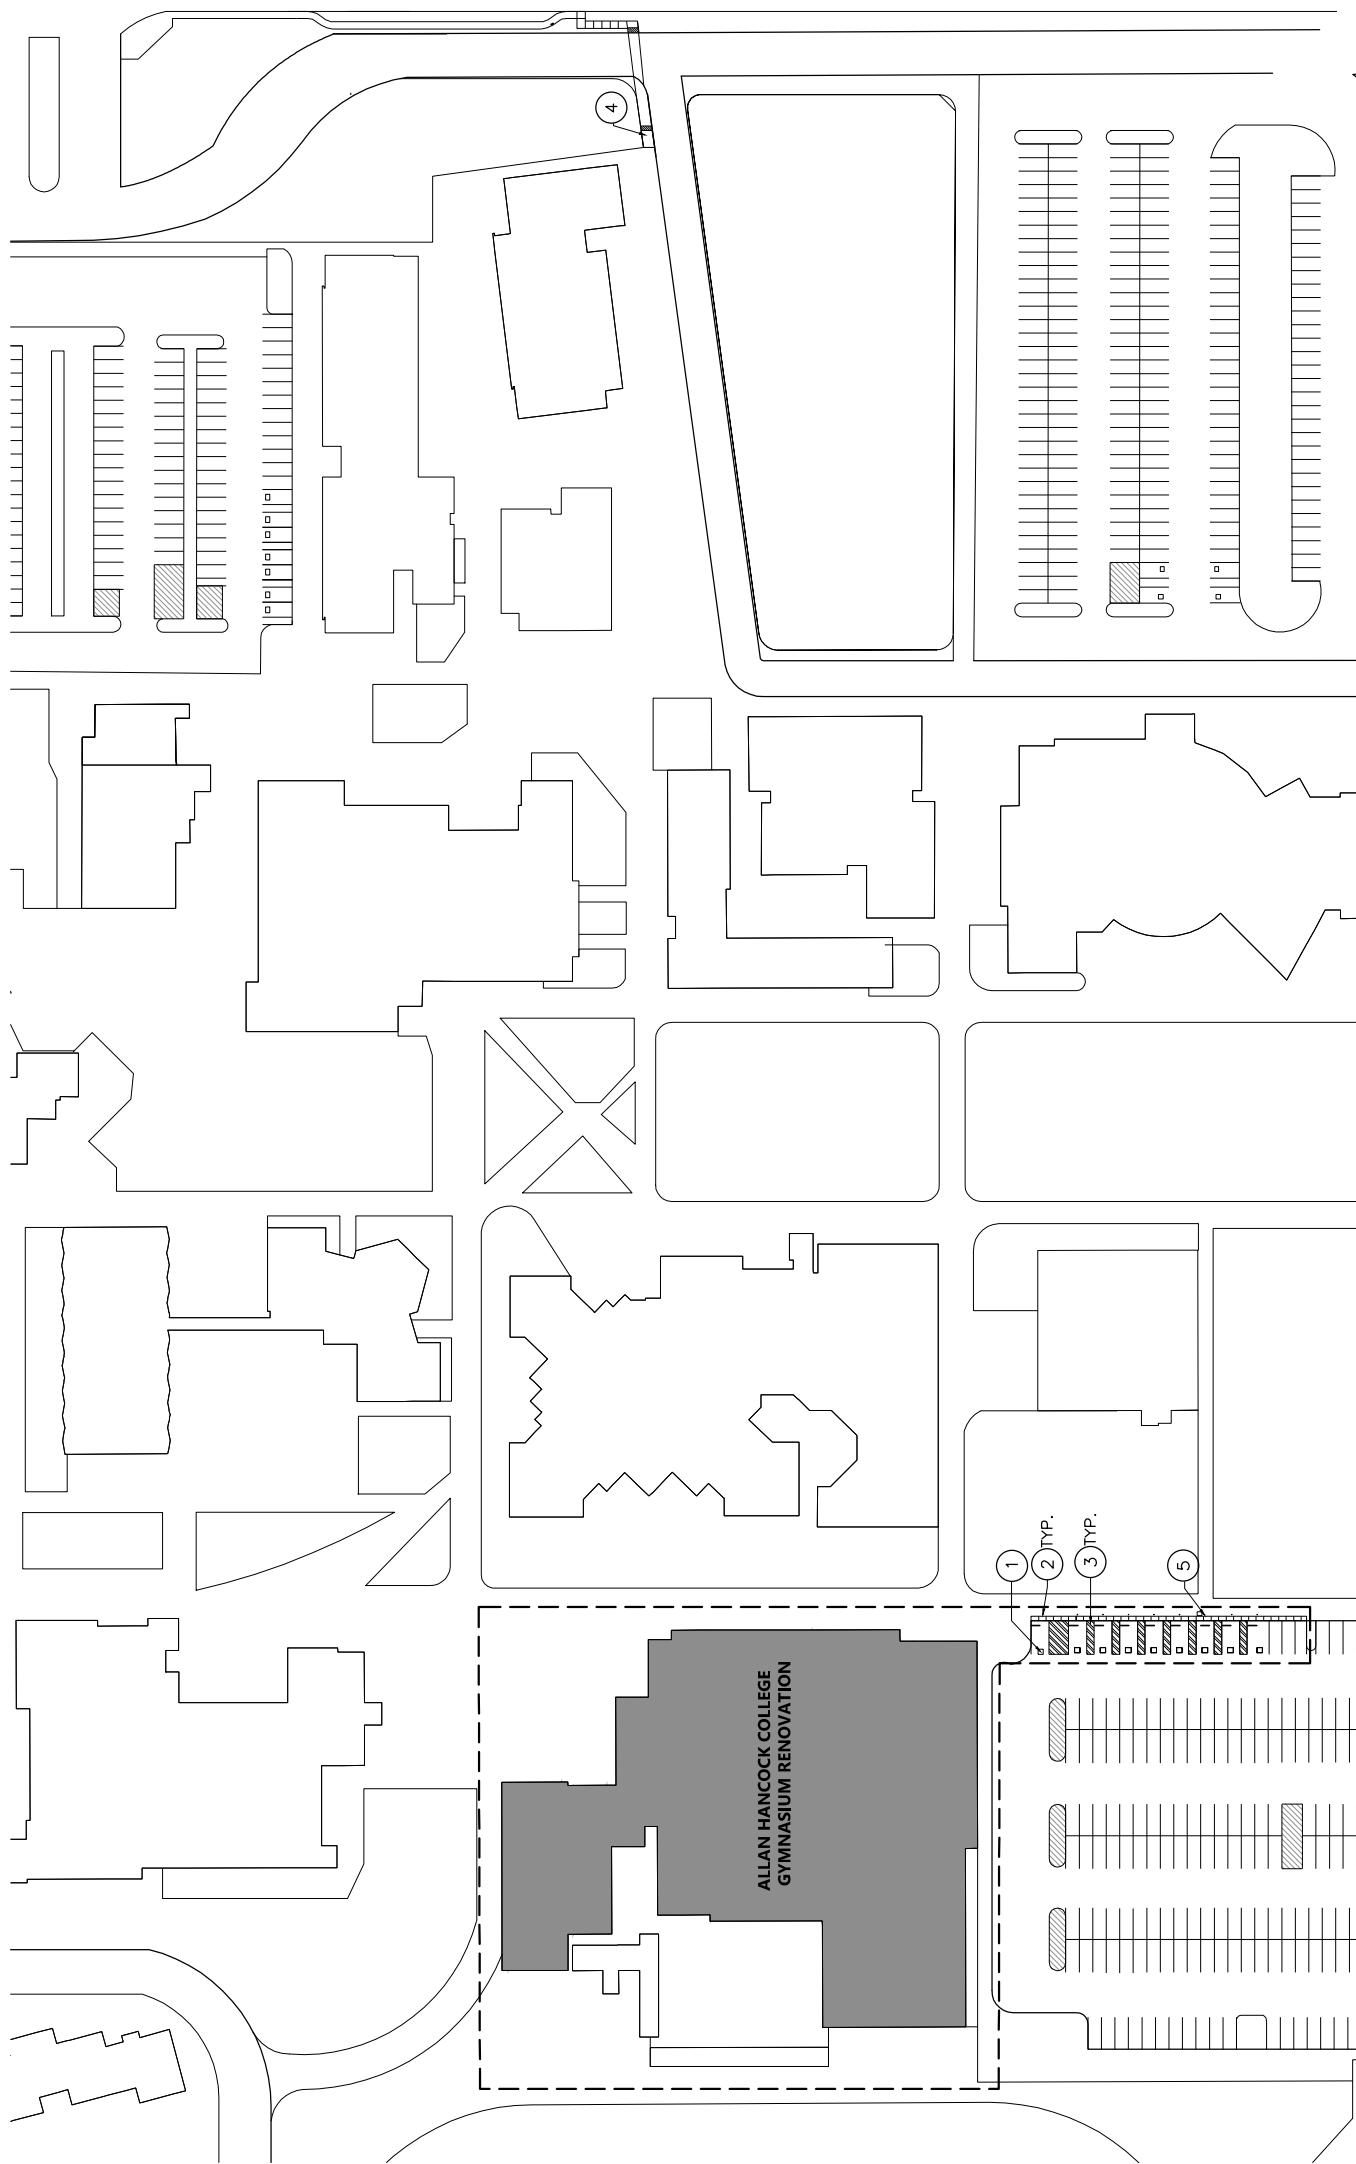 4
1
2 TYP.
3 TYP.
5
ALLAN HANCOCK COLLEGE
GYMNASIUM RENOVATION